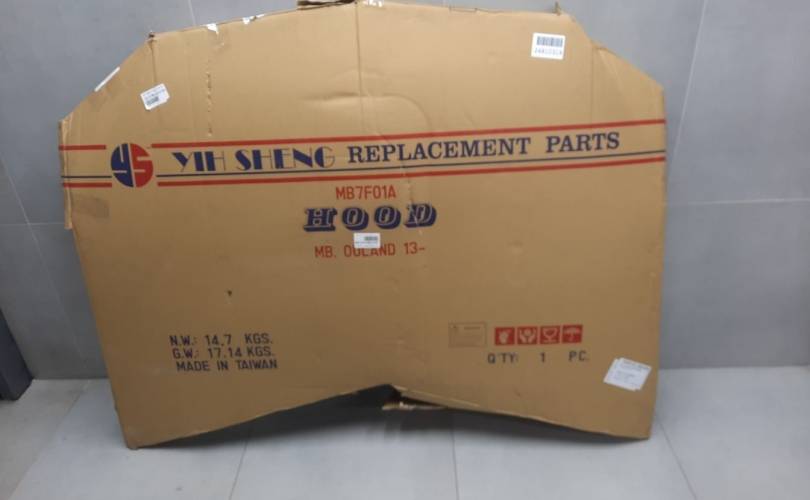 YS YIH SHENG REPLACEMENT PARTS
MB7F01A
HOOD
MB. OULAND 13-
N.W.: 14.7 KGS.
G.W.: 17.14 KGS.
MADE IN TAIWAN
Q'TY: 1 PC.